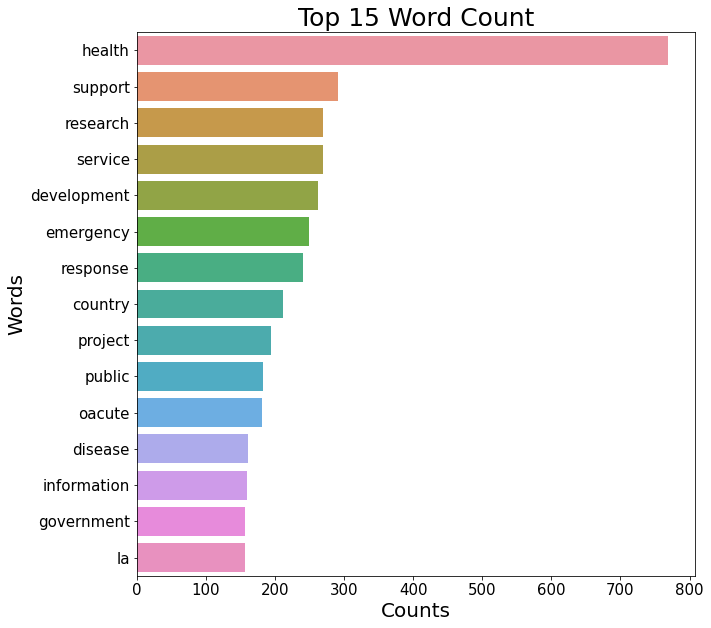 Top 15 Word Count
Words
health
support
research
service
development
emergency
response
country
project
public
oacute
disease
information
government
la
0 100 200 300 400 500 600 700 800
Counts